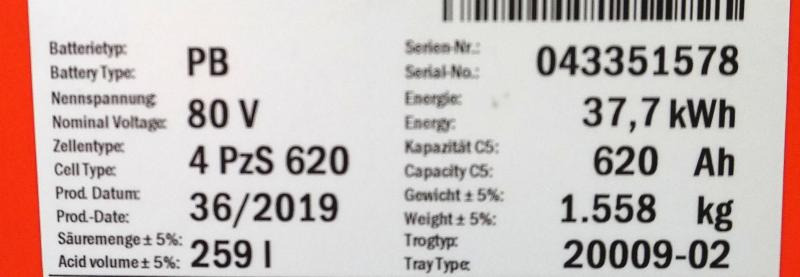 Batterietyp: Serien-Nr.:
Battery Type: PB Serial-No.: 043351578
Nennspannung Energie:
Nominal Voltage: 80 V Energy: 37,7 kWh
Zellentype: Kapazität C5:
Cell Type: 4 PzS 620 Capacity C5: 620 Ah
Prod. Datum: Gewicht ± 5%:
Prod.-Date: 36/2019 Weight ± 5%: 1.558 kg
Säuremenge ± 5%: Trogtyp:
Acid volume ± 5%: 259 l Tray Type: 20009-02